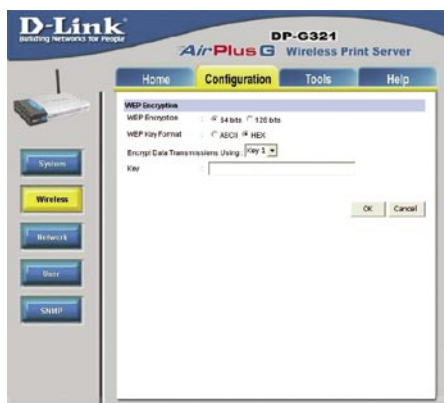 D-Link
Building Networks for People
DP-G321
AirPlus G Wireless Print Server
Home Configuration Tools Help
WEP Encryption
WEP Encryption : 64 bits 128 bits
WEP Key Format : ASCII HEX
Encrypt Data Transmissions Using : Key 1
Key :
OK Cancel
System
Wireless
Network
User
SNMP